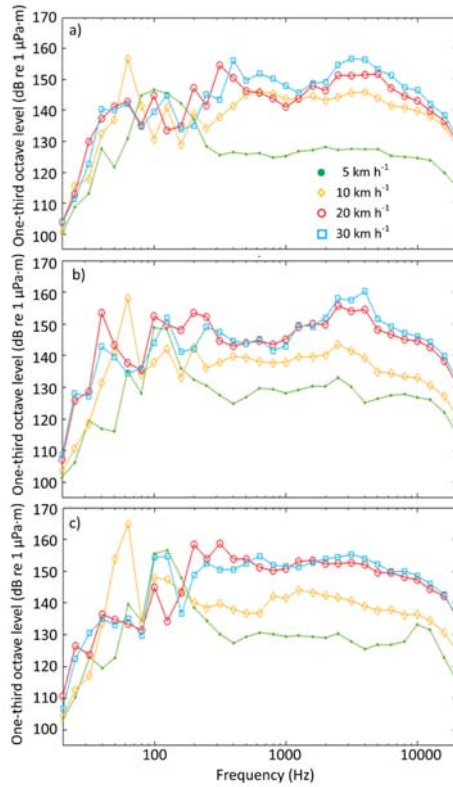 a)
One-third octave level (dB re 1 μPa·m)
170
160
150
140
130
120
110
100
5 km h⁻¹
10 km h⁻¹
20 km h⁻¹
30 km h⁻¹
b)
One-third octave level (dB re 1 μPa·m)
170
160
150
140
130
120
110
100
c)
One-third octave level (dB re 1 μPa·m)
170
160
150
140
130
120
110
100
100
1000
10000
Frequency (Hz)